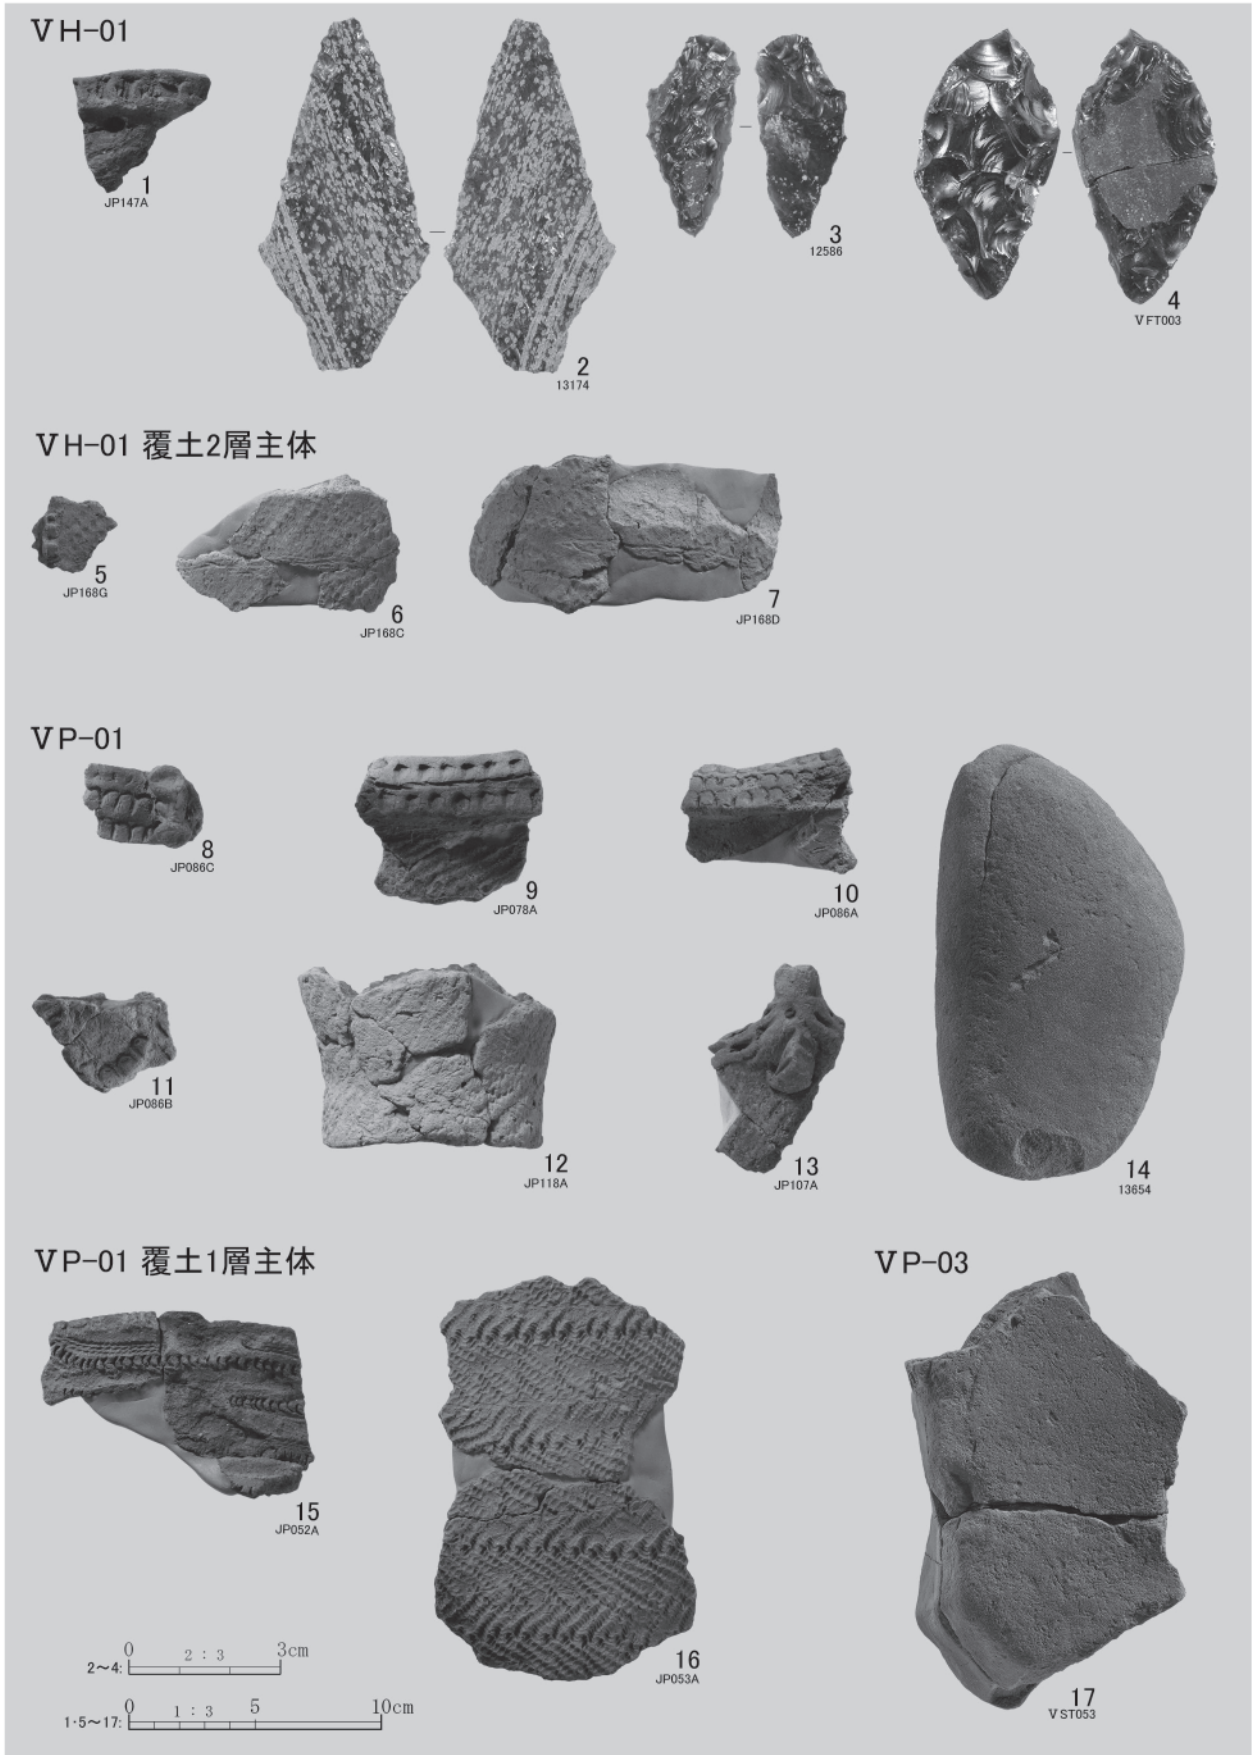 ⅤH-01
1
JP147A
2
13174
3
12586
4
ⅤFT003
ⅤH-01 覆土2層主体
5
JP168G
6
JP168C
7
JP168D
ⅤP-01
8
JP086C
9
JP078A
10
JP086A
11
JP086B
12
JP118A
13
JP107A
14
13654
ⅤP-01 覆土1層主体
15
JP052A
16
JP053A
ⅤP-03
17
ⅤST053
0 2 : 3 3cm
2～4:
0 1 : 3 5 10cm
1·5～17: